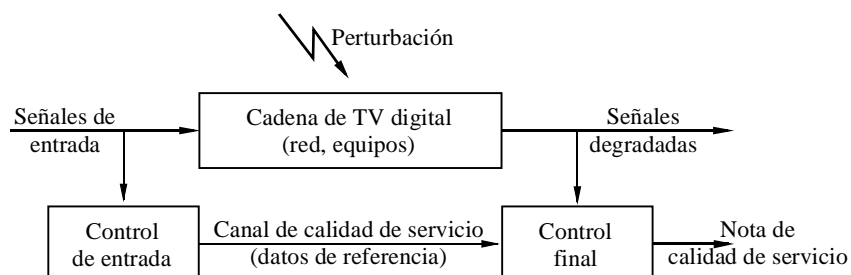 Perturbación
Señales de
entrada
Cadena de TV digital
(red, equipos)
Señales
degradadas
Control
de entrada
Canal de calidad de servicio
(datos de referencia)
Control
final
Nota de
calidad de servicio